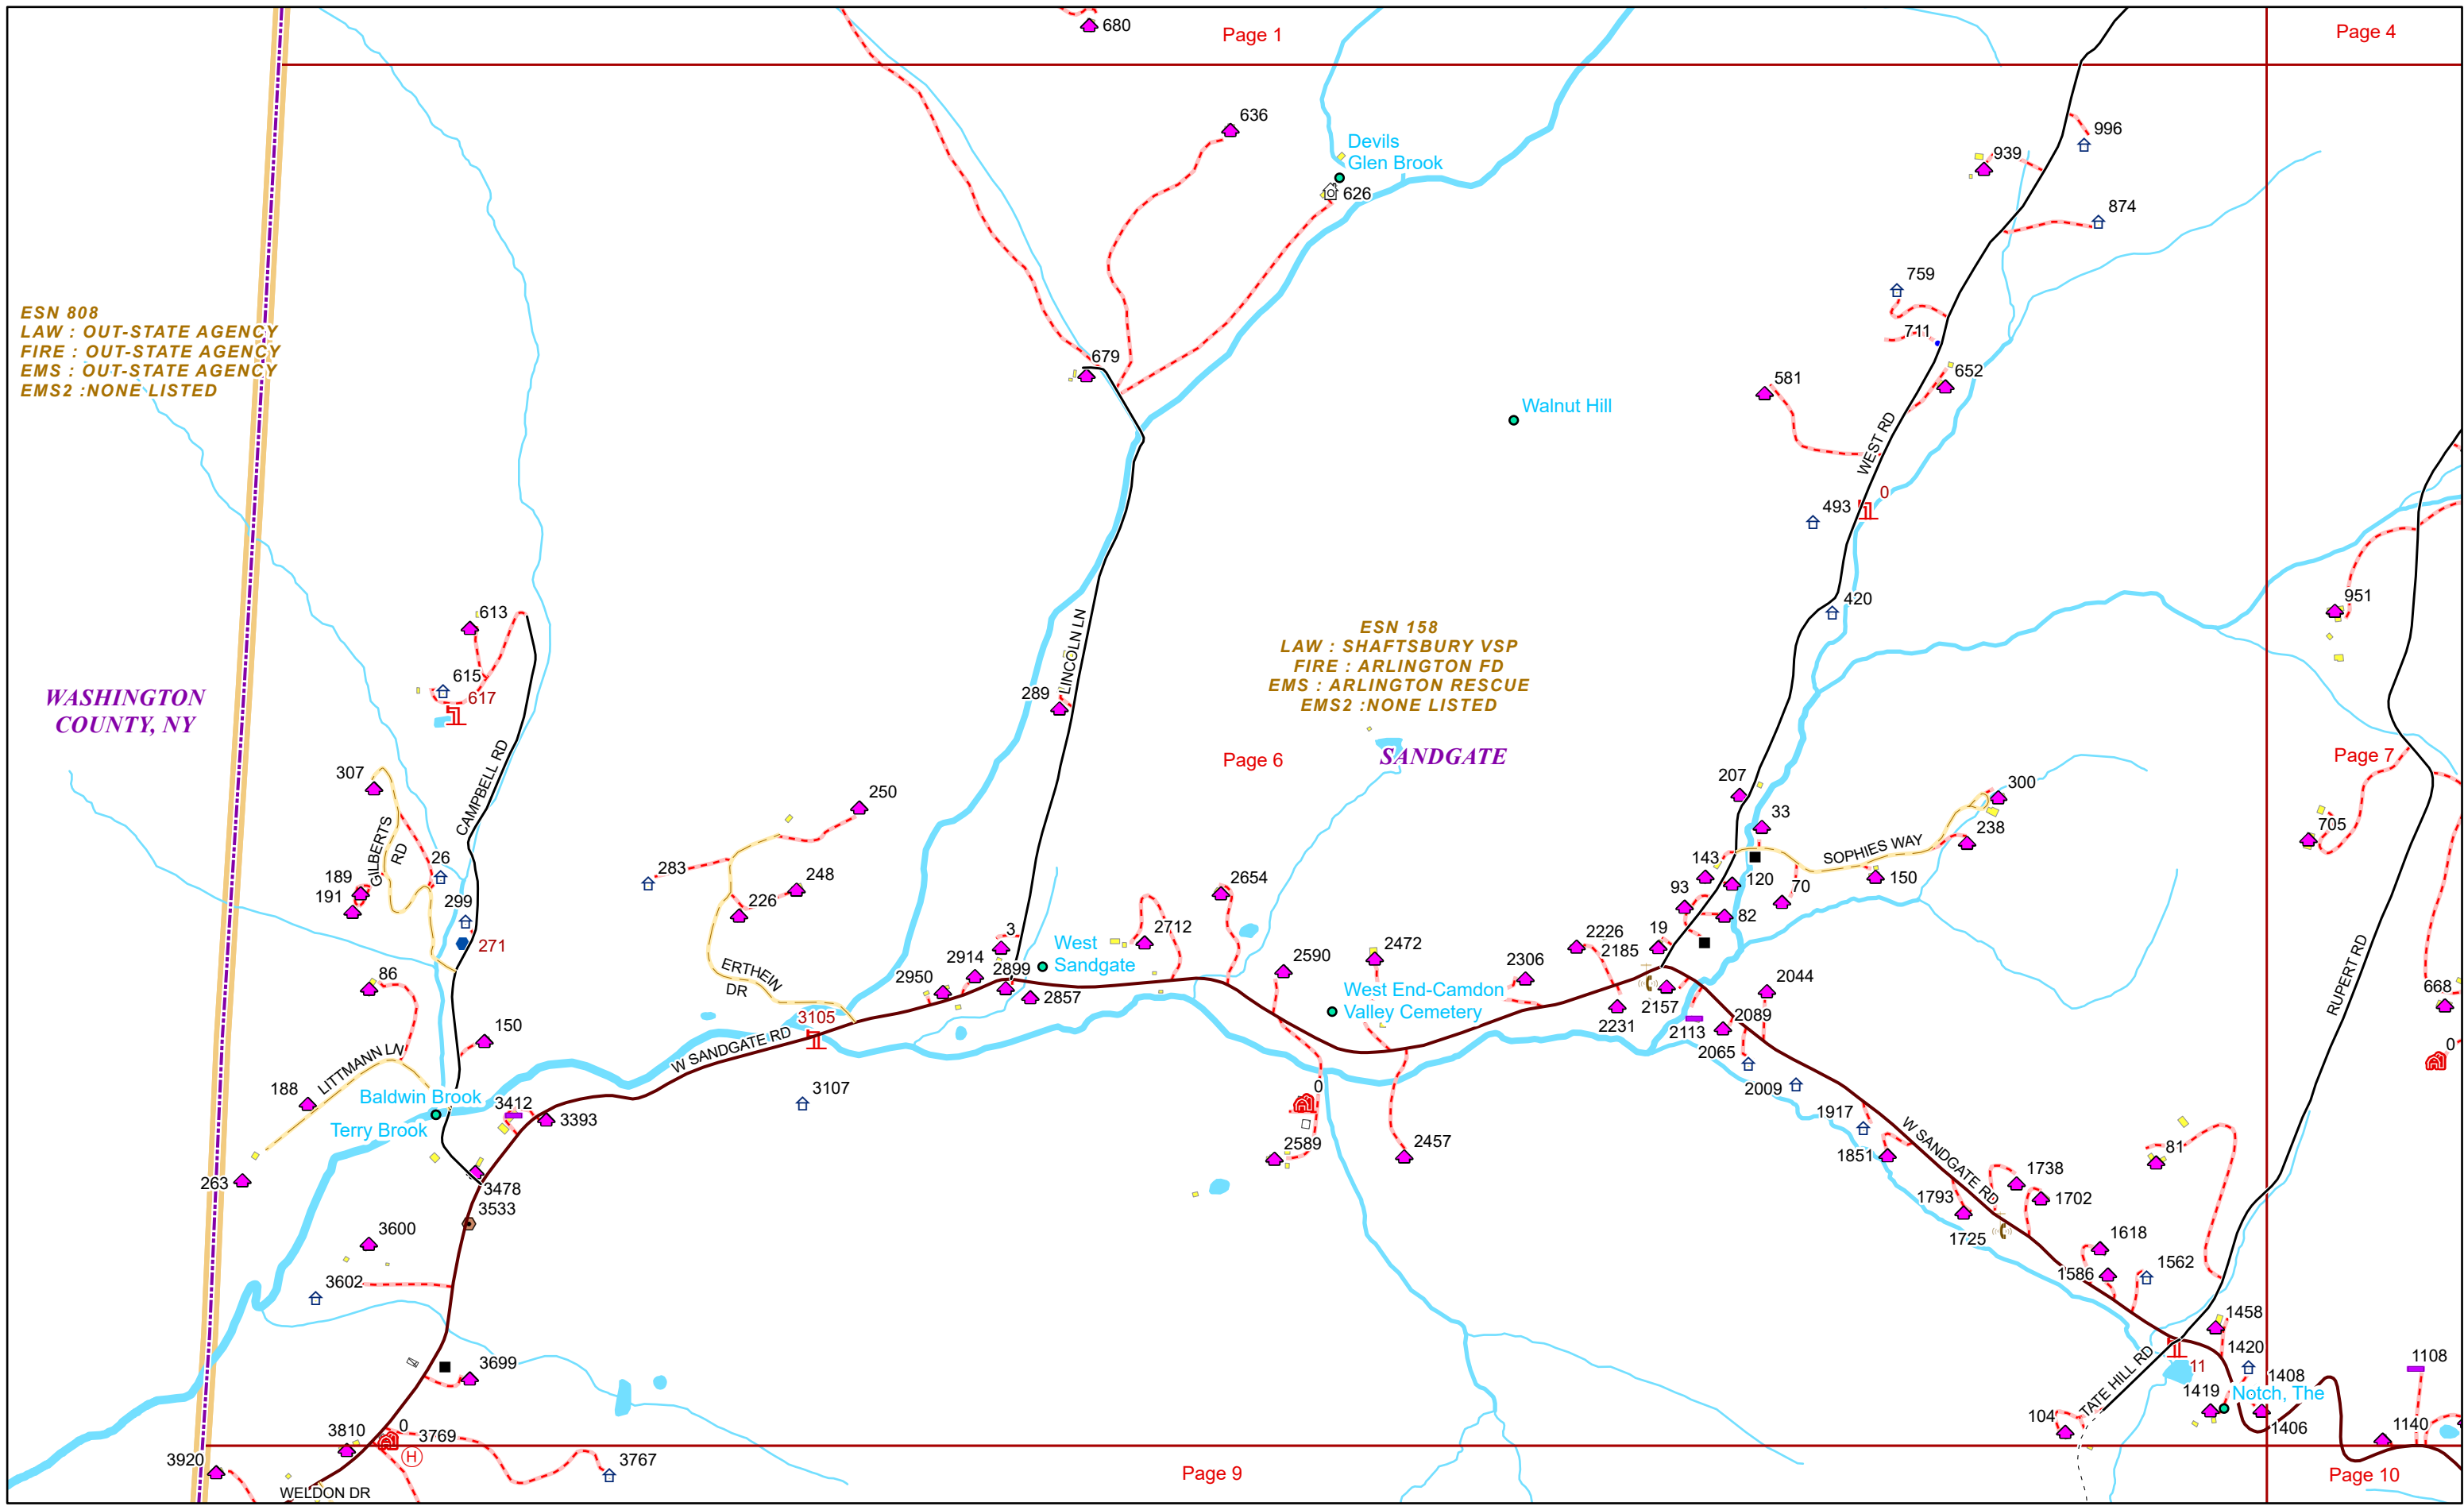 680
Page 1
Page 4
636
Devils
Glen Brook
626
996
939
874
759
711
652
581
679
Walnut Hill
WEST RD
0
493
420
ESN 808
LAW : OUT-STATE AGENCY
FIRE : OUT-STATE AGENCY
EMS : OUT-STATE AGENCY
EMS2 :NONE LISTED
951
613
615
617
WASHINGTON
COUNTY, NY
LINCOLN LN
289
ESN 158
LAW : SHAFTSBURY VSP
FIRE : ARLINGTON FD
EMS : ARLINGTON RESCUE
EMS2 :NONE LISTED
Page 6
SANDGATE
Page 7
307
CAMPBELL RD
GILBERTS
RD
26
189
191
299
271
250
283
248
226
207
33
300
238
SOPHIES WAY
143
120
150
93
70
82
19
705
86
2654
2712
3
West
Sandgate
2914
2899
2950
2857
ERTHEIN
DR
2590
2472
2306
2226
2185
2231
2157
2113
2044
2089
2065
2009
West End-Camdon
Valley Cemetery
RUPERT RD
668
0
150
LITTMANN LN
188
Baldwin Brook
Terry Brook
3105
W SANDGATE RD
3107
3412
3393
0
2589
2457
1917
1851
W SANDGATE RD
81
263
3478
3533
3600
3602
1738
1702
1793
1725
1618
1586
1562
1458
1420
11
1408
1108
3699
TATE HILL RD
1419
Notch, The
104
1406
1140
3810
0
3769
H
3920
3767
Page 9
Page 10
WELDON DR